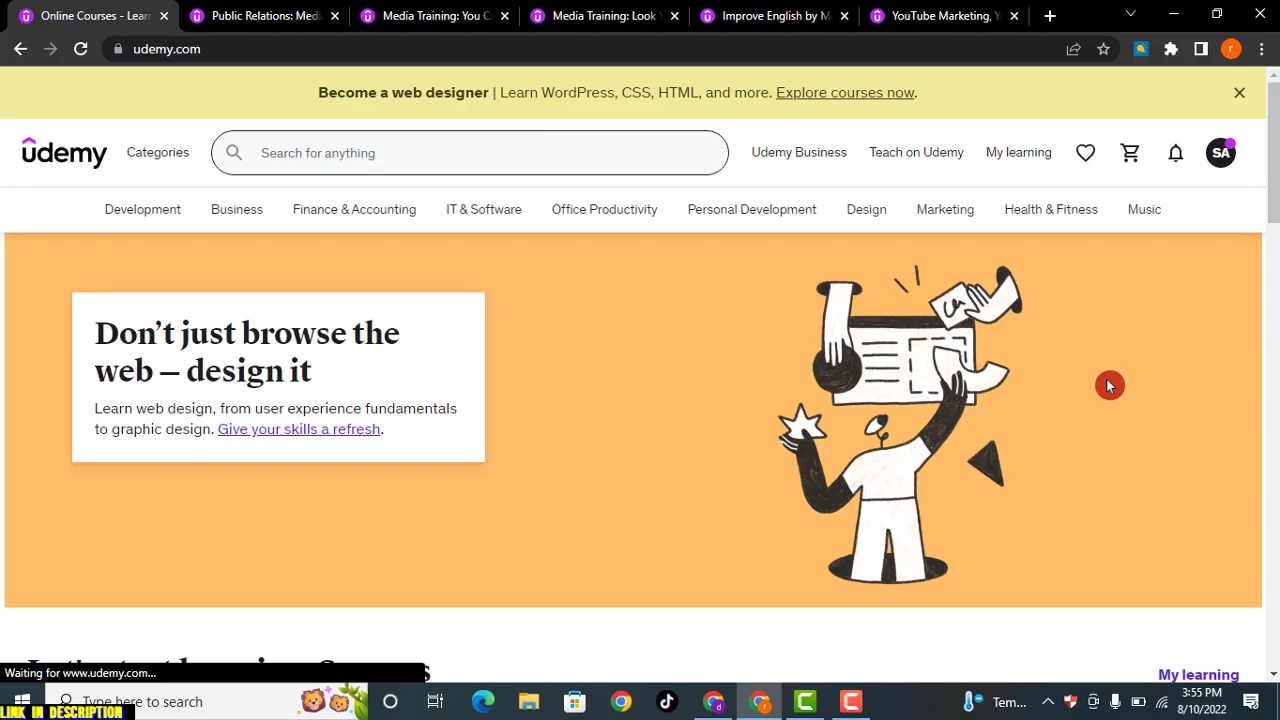 Online Courses - Learn
Public Relations: Medi
Media Training: You C
Media Training: Look
Improve English by M
YouTube Marketing, Y
udemy.com
r
Become a web designer | Learn WordPress, CSS, HTML, and more. Explore courses now.
udemy
Categories
Search for anything
Udemy Business
Teach on Udemy
My learning
SA
Development
Business
Finance & Accounting
IT & Software
Office Productivity
Personal Development
Design
Marketing
Health & Fitness
Music
Don't just browse the
web — design it
Learn web design, from user experience fundamentals
to graphic design. Give your skills a refresh.
My learning
Waiting for www.udemy.com...
Type here to search
Tem...
3:55 PM
8/10/2022
LINK IN DESCRIPTION